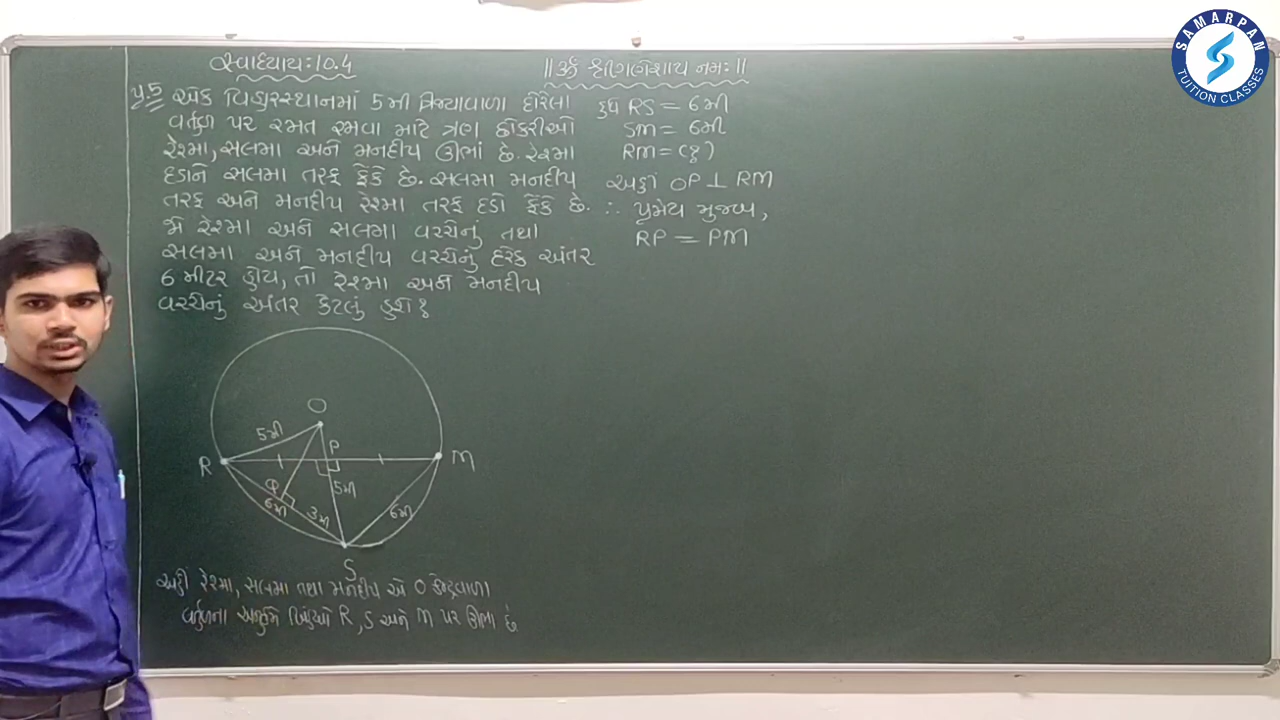 સ્વાધ્યાય: 10.4
|| ૐ શ્રી ગણેશાય નમઃ ||
SAMARPAN
TUITION CLASSES
પ્ર.5 એક વિહારસ્થાનમાં 5મી ત્રિજ્યાવાળા દોરેલા
વર્તુળ પર રમત રમવા માટે ત્રણ છોકરીઓ
રેશ્મા, સલમા અને મનદીપ ઊભાં છે. રેશ્મા
દડાને સલમા તરફ ફેંકે છે. સલમા મનદીપ
તરફ અને મનદીપ રેશ્મા તરફ દડો ફેંકે છે.
જો રેશ્મા અને સલમા વચ્ચેનું તથા
સલમા અને મનદીપ વચ્ચેનું દરેક અંતર
6 મીટર હોય, તો રેશ્મા અને મનદીપ
વચ્ચેનું અંતર કેટલું હશે?
RS = 6મી
SM = 6મી
RM = (?)
અહીં OP ⊥ RM
∴ પ્રમેય મુજબ,
RP = PM
O
5મી
P
R
M
Q
5મી
6મી
3મી
6મી
S
અહીં રેશ્મા, સલમા તથા મનદીપ એ O કેન્દ્રવાળા
વર્તુળના અનુક્રમે બિંદુઓ R, S અને M પર ઊભા છે